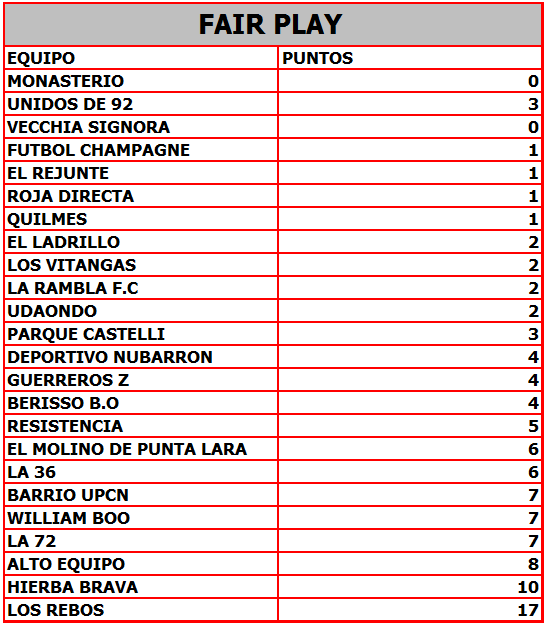 FAIR PLAY
EQUIPO PUNTOS
MONASTERIO 0
UNIDOS DE 92 3
VECCHIA SIGNORA 0
FUTBOL CHAMPAGNE 1
EL REJUNTE 1
ROJA DIRECTA 1
QUILMES 1
EL LADRILLO 2
LOS VITANGAS 2
LA RAMBLA F.C 2
UDAONDO 2
PARQUE CASTELLI 3
DEPORTIVO NUBARRON 4
GUERREROS Z 4
BERISSO B.O 4
RESISTENCIA 5
EL MOLINO DE PUNTA LARA 6
LA 36 6
BARRIO UPCN 7
WILLIAM BOO 7
LA 72 7
ALTO EQUIPO 8
HIERBA BRAVA 10
LOS REBOS 17